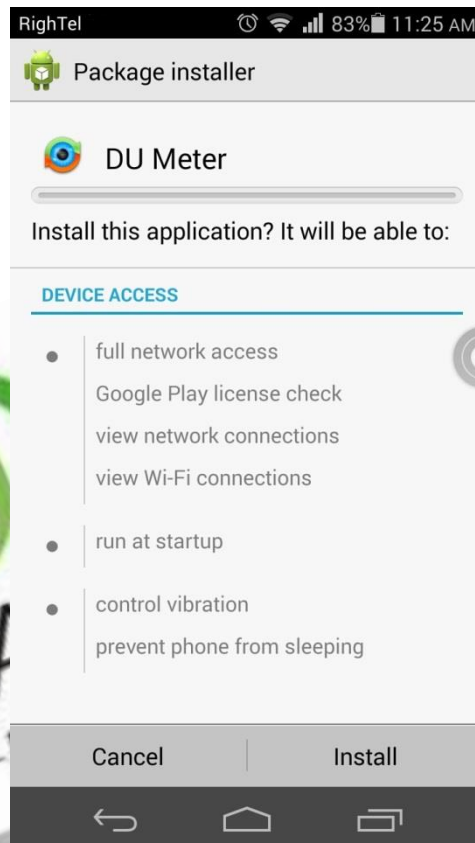 RighTel 83% 11:25 AM
Package installer
DU Meter
Install this application? It will be able to:
DEVICE ACCESS
full network access
Google Play license check
view network connections
view Wi-Fi connections
run at startup
control vibration
prevent phone from sleeping
Cancel Install